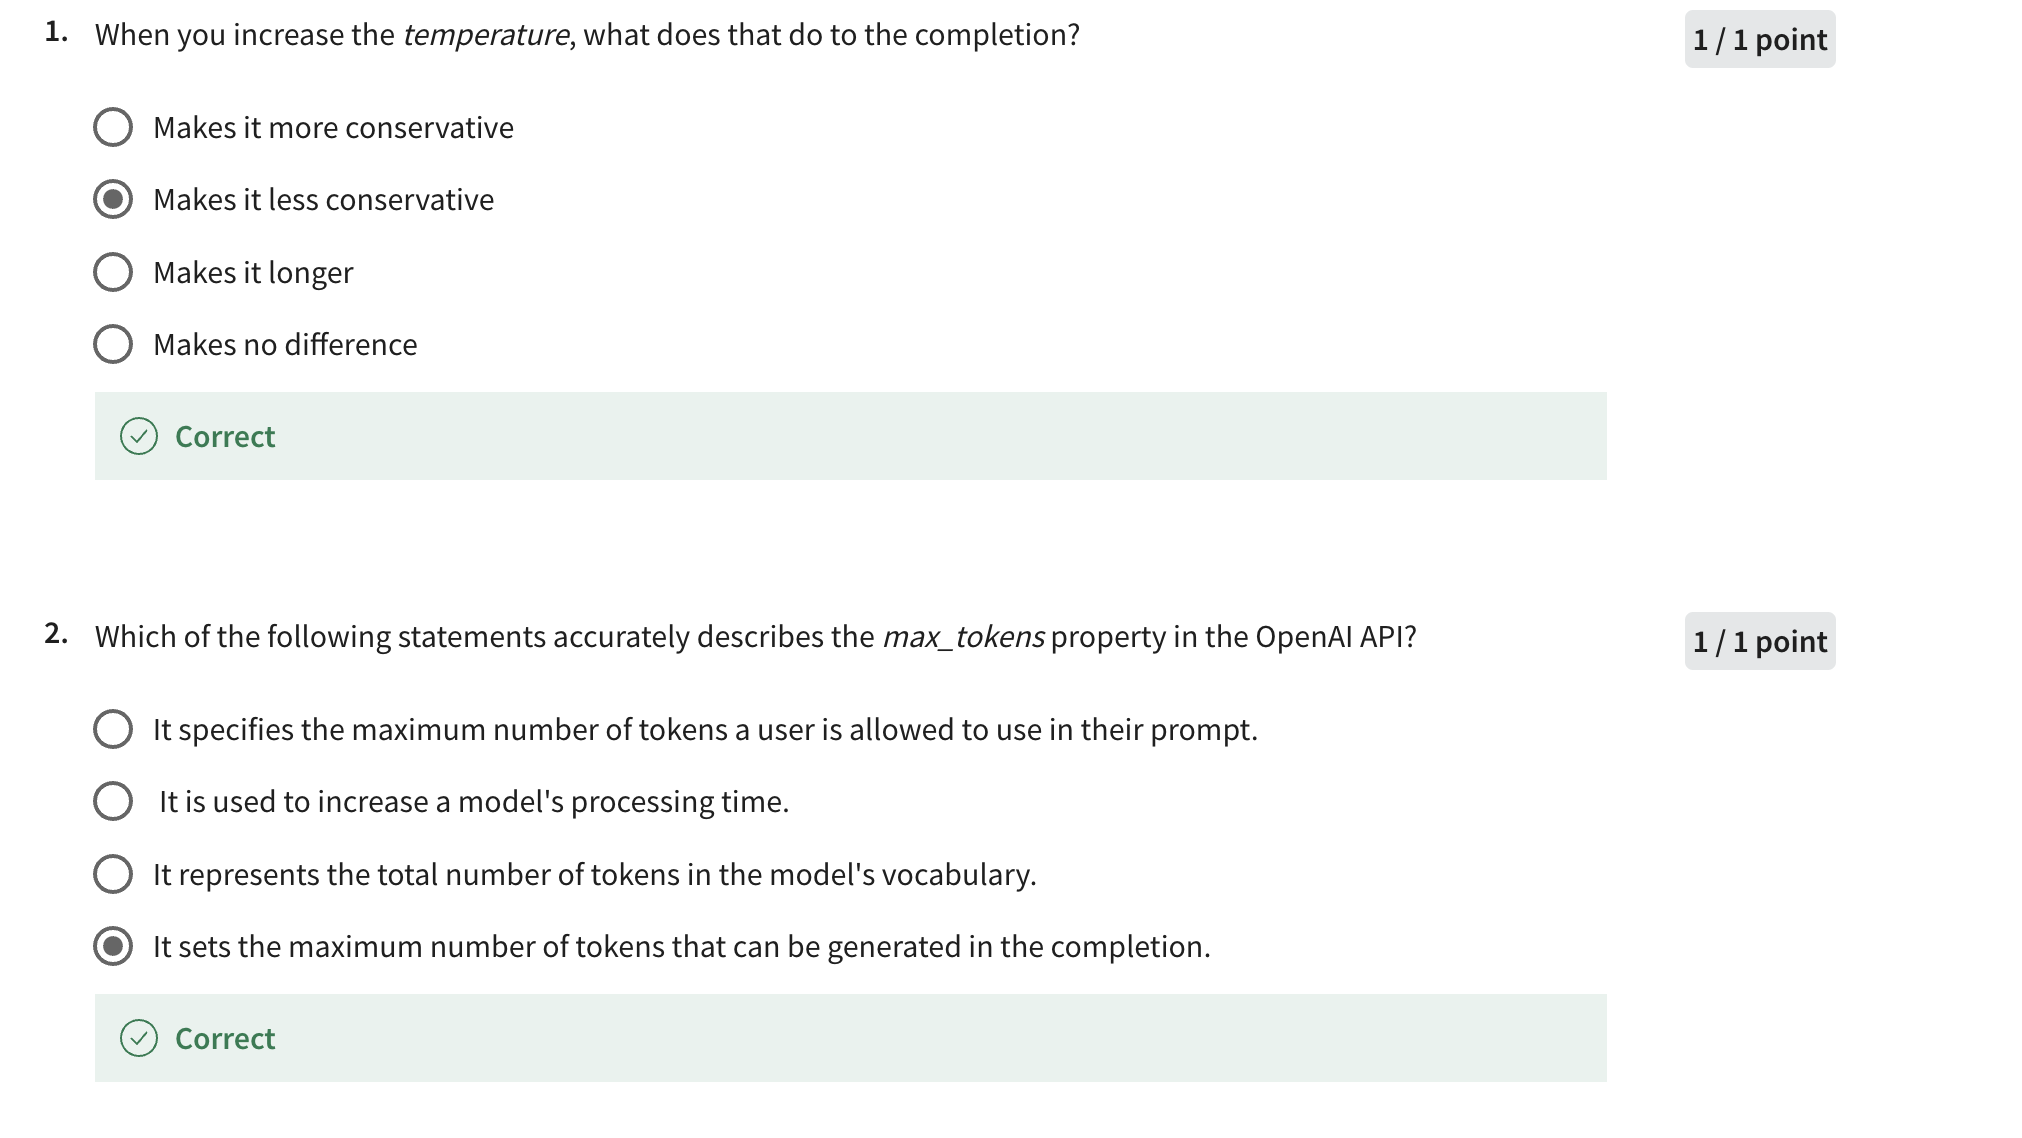 1. When you increase the temperature, what does that do to the completion?
1 / 1 point
Makes it more conservative
Makes it less conservative
Makes it longer
Makes no difference
Correct
2. Which of the following statements accurately describes the max_tokens property in the OpenAI API?
1 / 1 point
It specifies the maximum number of tokens a user is allowed to use in their prompt.
It is used to increase a model's processing time.
It represents the total number of tokens in the model's vocabulary.
It sets the maximum number of tokens that can be generated in the completion.
Correct